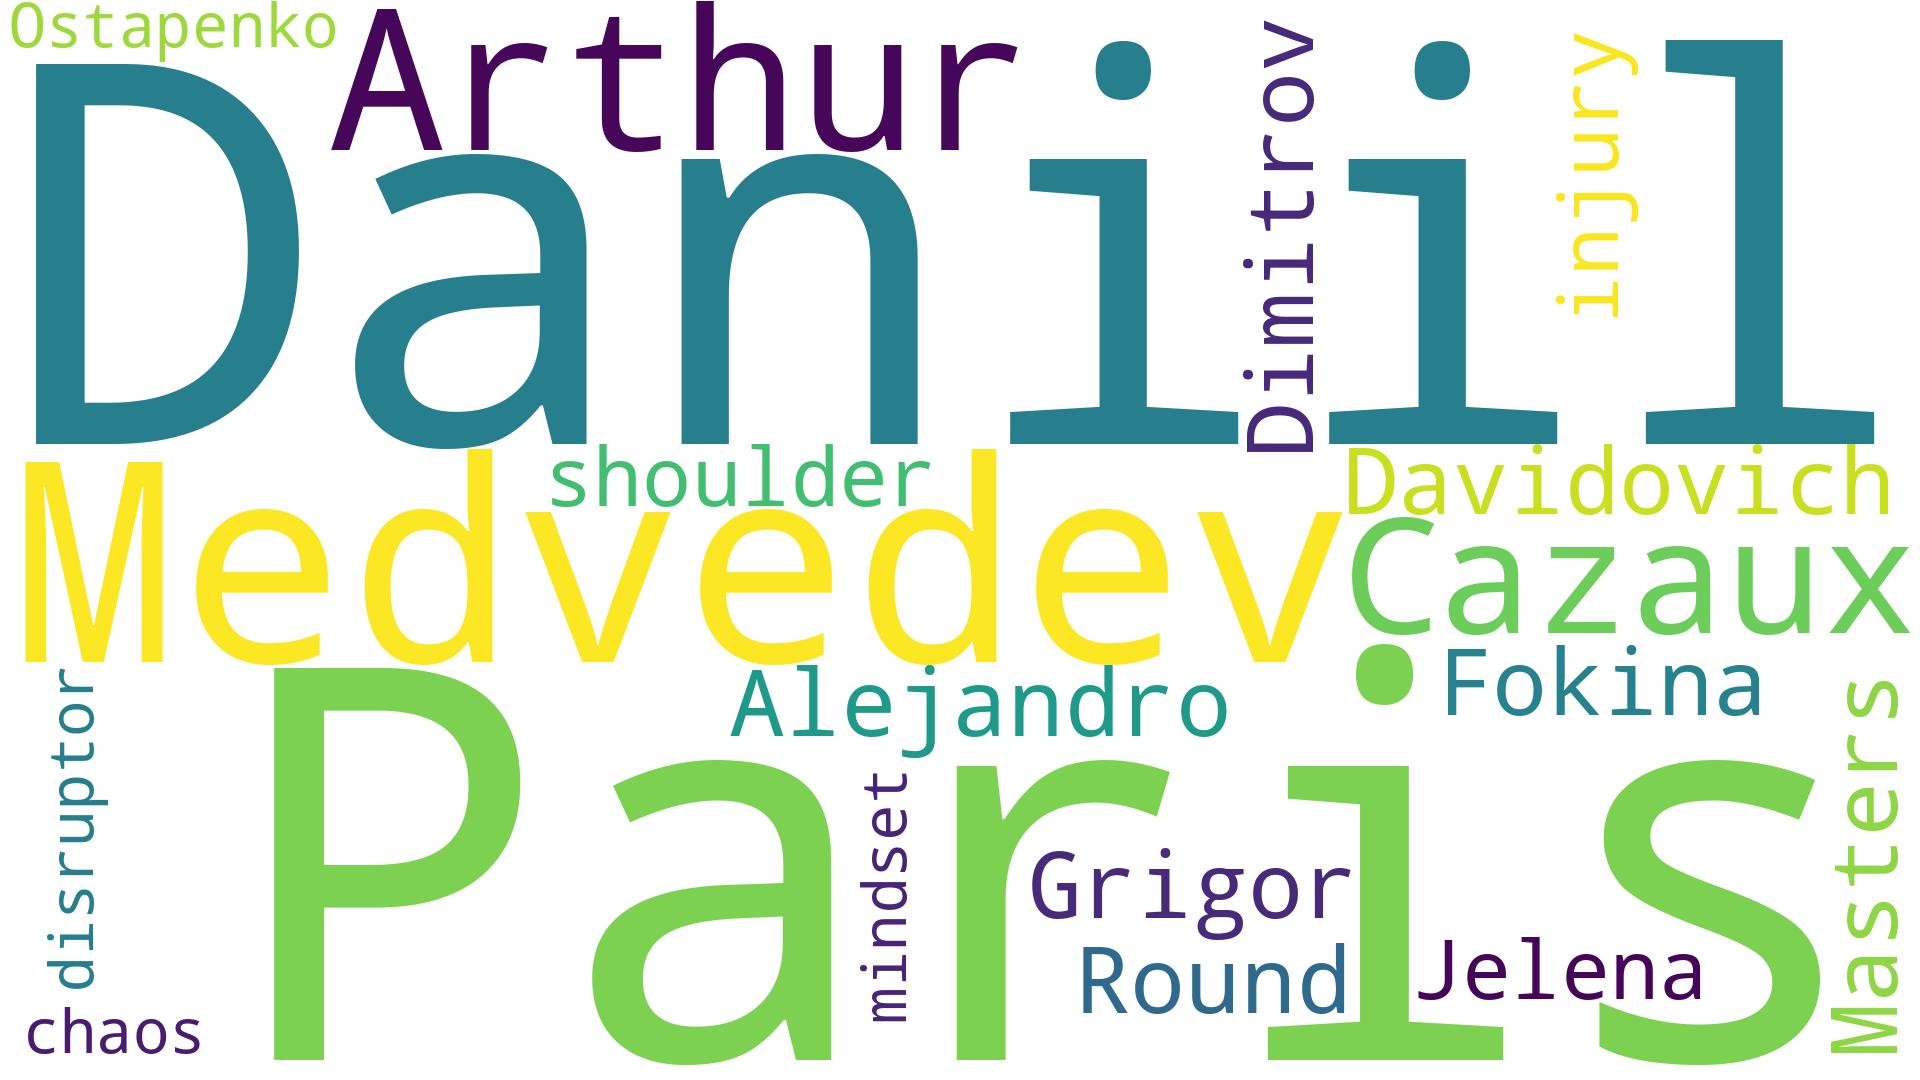 Ostapenko
Arthur
Daniil
Dimitrov
injury
Medvedev
shoulder
Davidovich
Cazaux
Paris
Alejandro
Fokina
disruptor
mindset
Grigor
Round
Jelena
Masters
chaos